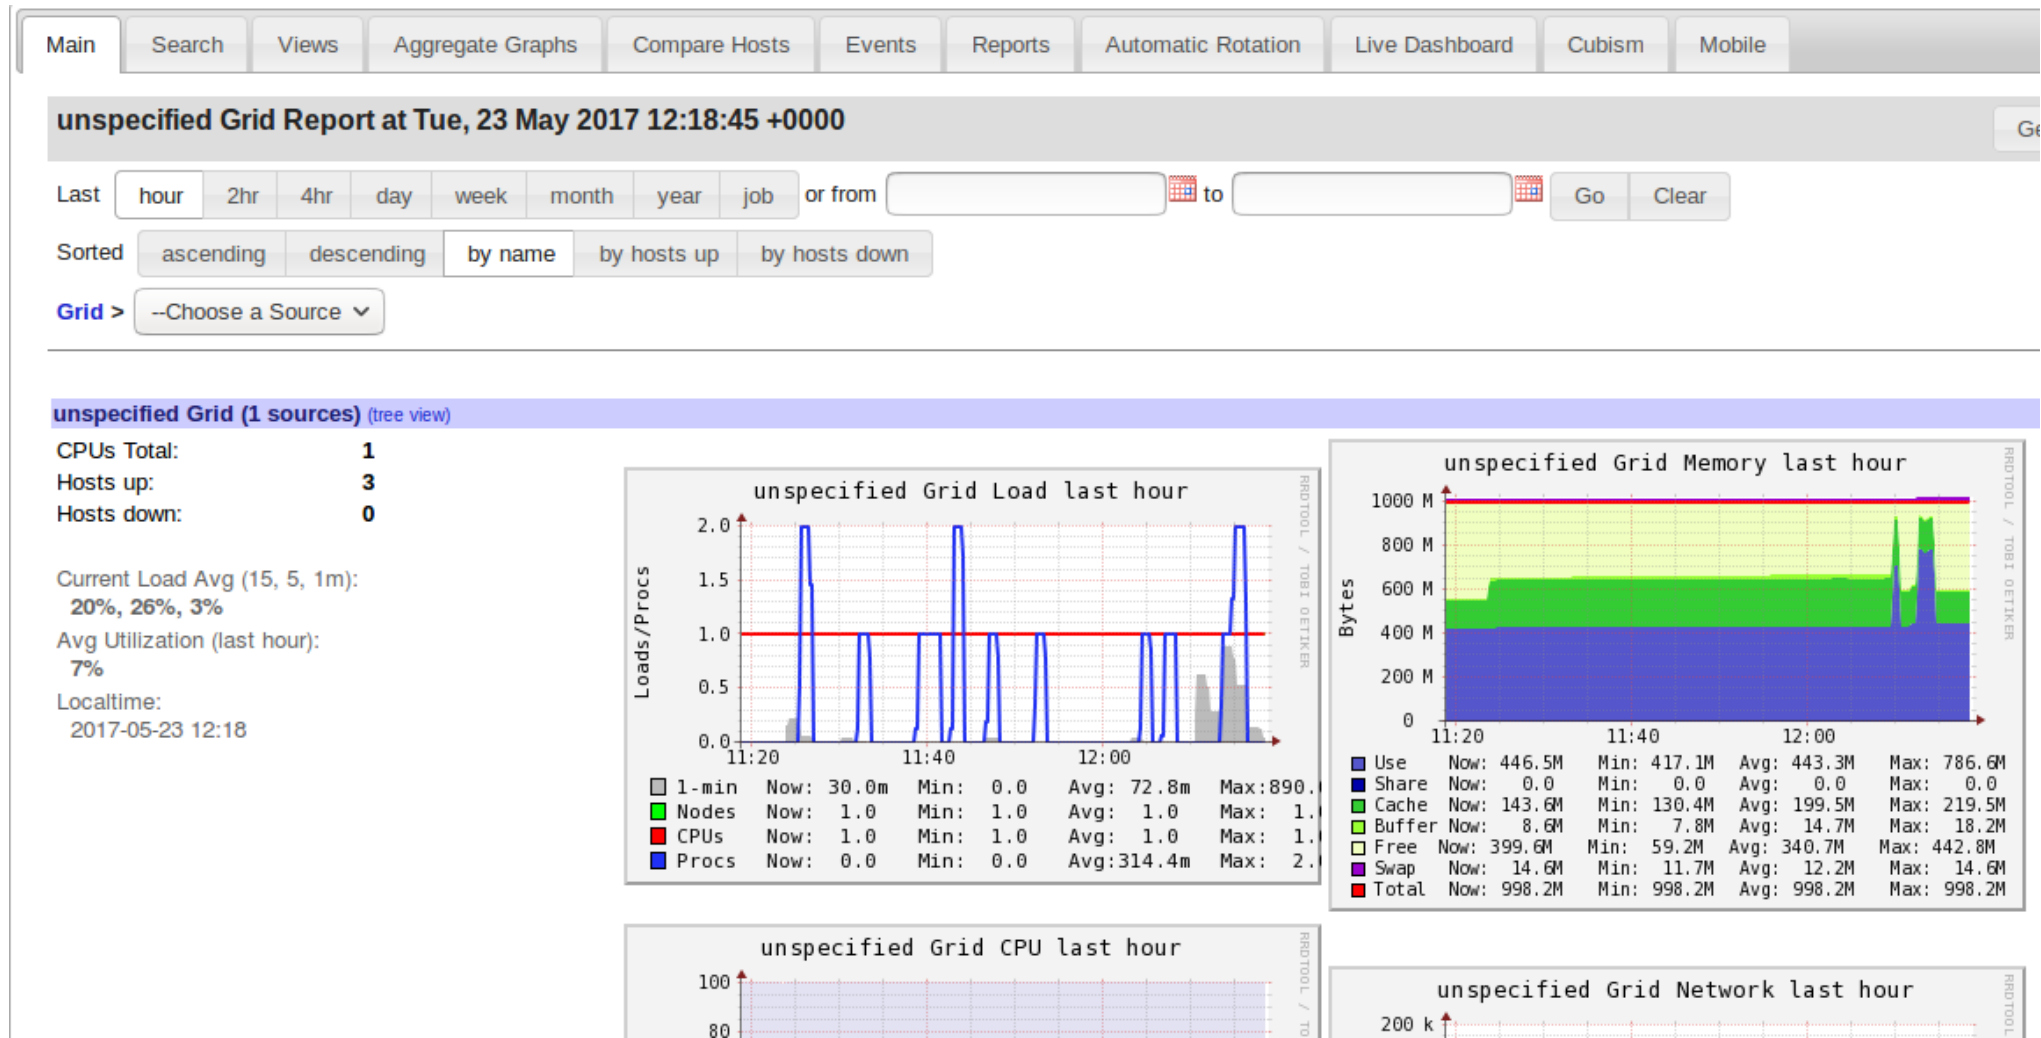 Main Search Views Aggregate Graphs Compare Hosts Events Reports Automatic Rotation Live Dashboard Cubism Mobile
unspecified Grid Report at Tue, 23 May 2017 12:18:45 +0000
Last hour 2hr 4hr day week month year job or from to Go Clear
Sorted ascending descending by name by hosts up by hosts down
Grid > --Choose a Source
unspecified Grid (1 sources) (tree view)
CPUs Total: 1
Hosts up: 3
Hosts down: 0
Current Load Avg (15, 5, 1m):
20%, 26%, 3%
Avg Utilization (last hour):
7%
Localtime:
2017-05-23 12:18
unspecified Grid Load last hour
RRDTOOL / TOBI OETIKER
Loads/Procs
2.0
1.5
1.0
0.5
0.0
11:20 11:40 12:00
1-min Now: 30.0m Min: 0.0 Avg: 72.8m Max:890.
Nodes Now: 1.0 Min: 1.0 Avg: 1.0 Max: 1.
CPUs Now: 1.0 Min: 1.0 Avg: 1.0 Max: 1.
Procs Now: 0.0 Min: 0.0 Avg:314.4m Max: 2.
unspecified Grid Memory last hour
RRDTOOL / TOBI OETIKER
Bytes
1000 M
800 M
600 M
400 M
200 M
0
11:20 11:40 12:00
Use Now: 446.5M Min: 417.1M Avg: 443.3M Max: 786.6M
Share Now: 0.0 Min: 0.0 Avg: 0.0 Max: 0.0
Cache Now: 143.6M Min: 130.4M Avg: 199.5M Max: 219.5M
Buffer Now: 8.6M Min: 7.8M Avg: 14.7M Max: 18.2M
Free Now: 399.6M Min: 59.2M Avg: 340.7M Max: 442.8M
Swap Now: 14.6M Min: 11.7M Avg: 12.2M Max: 14.6M
Total Now: 998.2M Min: 998.2M Avg: 998.2M Max: 998.2M
unspecified Grid CPU last hour
RRDTOOL / TO
100
80
unspecified Grid Network last hour
RRDTOOL
200 k